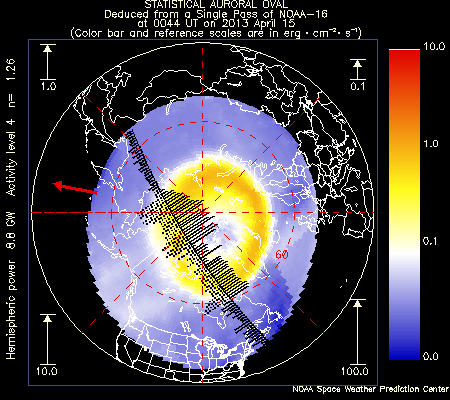 STATISTICAL AURORAL OVAL
Deduced from a Single Pass of NOAA-16
at 0044 UT on 2013 April 15
(Color bar and reference scales are in erg · cm⁻² · s⁻¹)
Hemispheric power 8.8 GW Activity level 4 n= 1.26
1.0
0.1
10.0
100.0
60
10.0
1.0
0.1
0.0
NOAA Space Weather Prediction Center